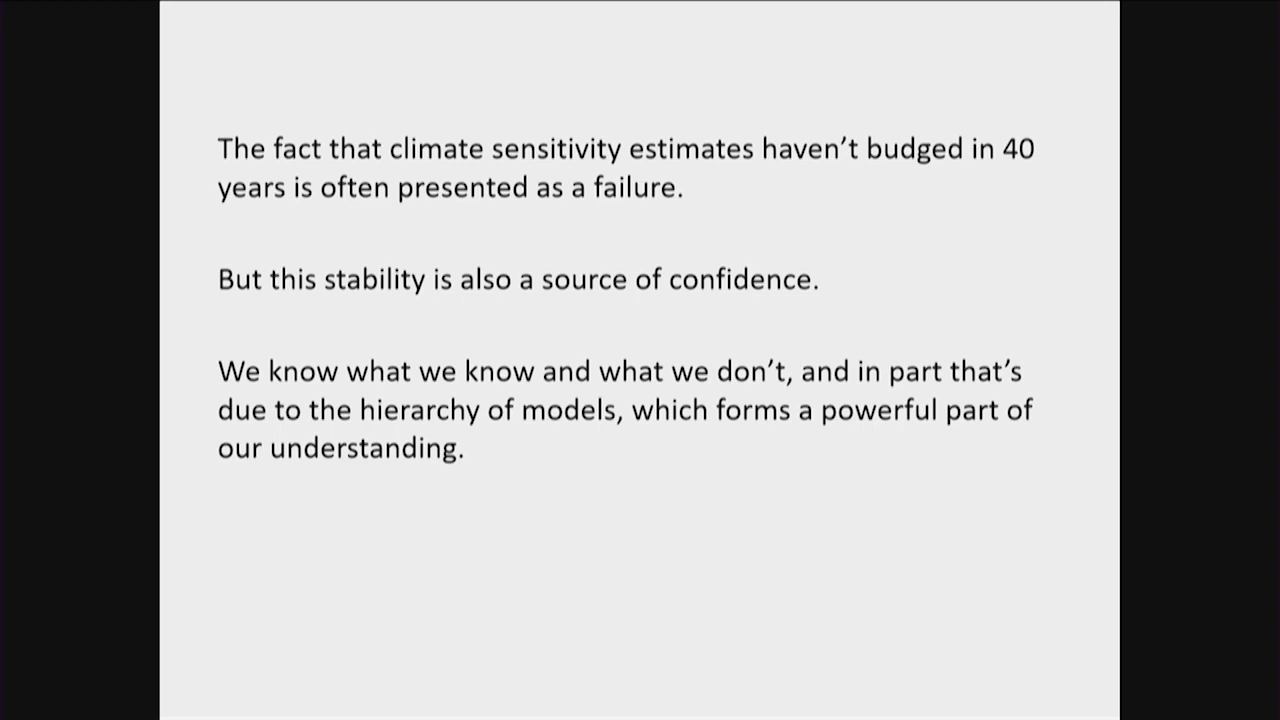 The fact that climate sensitivity estimates haven’t budged in 40
years is often presented as a failure.
But this stability is also a source of confidence.
We know what we know and what we don’t, and in part that’s
due to the hierarchy of models, which forms a powerful part of
our understanding.